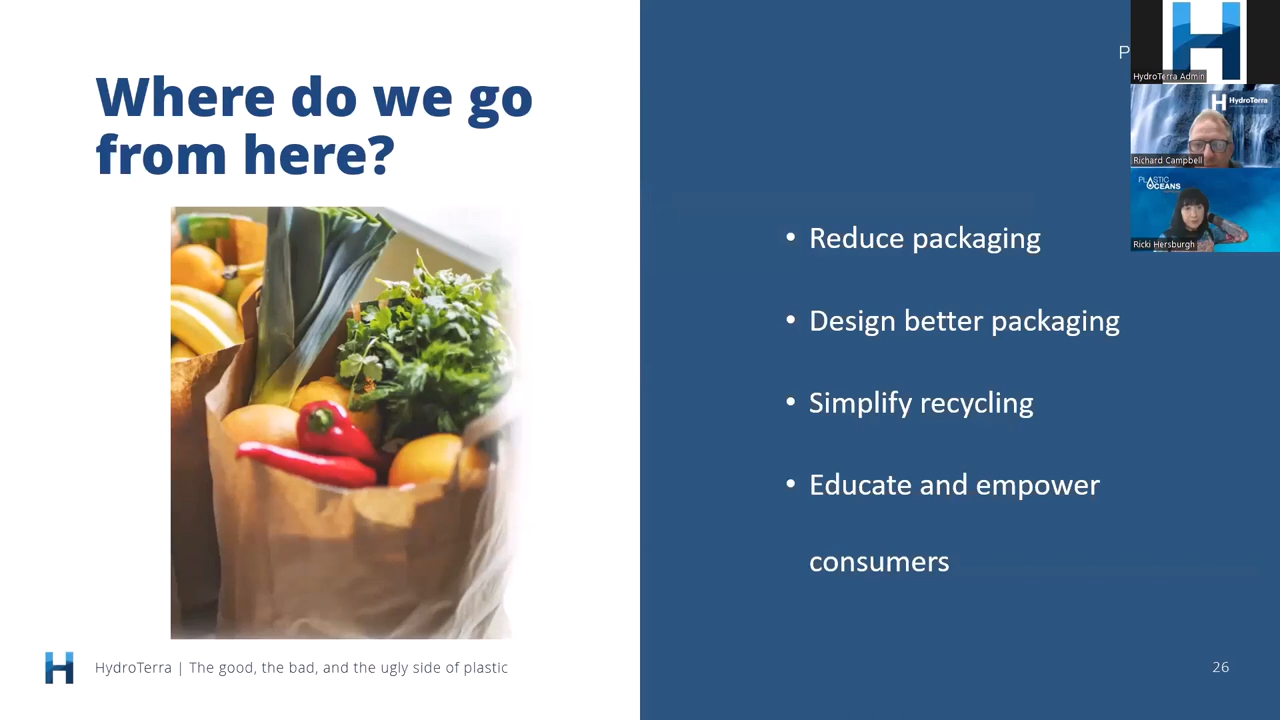 Where do we go
from here?
P
HydroTerra Admin
HydroTerra
Richard Campbell
PLASTIC
OCEANS
Ricki Hersburgh
• Reduce packaging
• Design better packaging
• Simplify recycling
• Educate and empower
consumers
HydroTerra | The good, the bad, and the ugly side of plastic
26